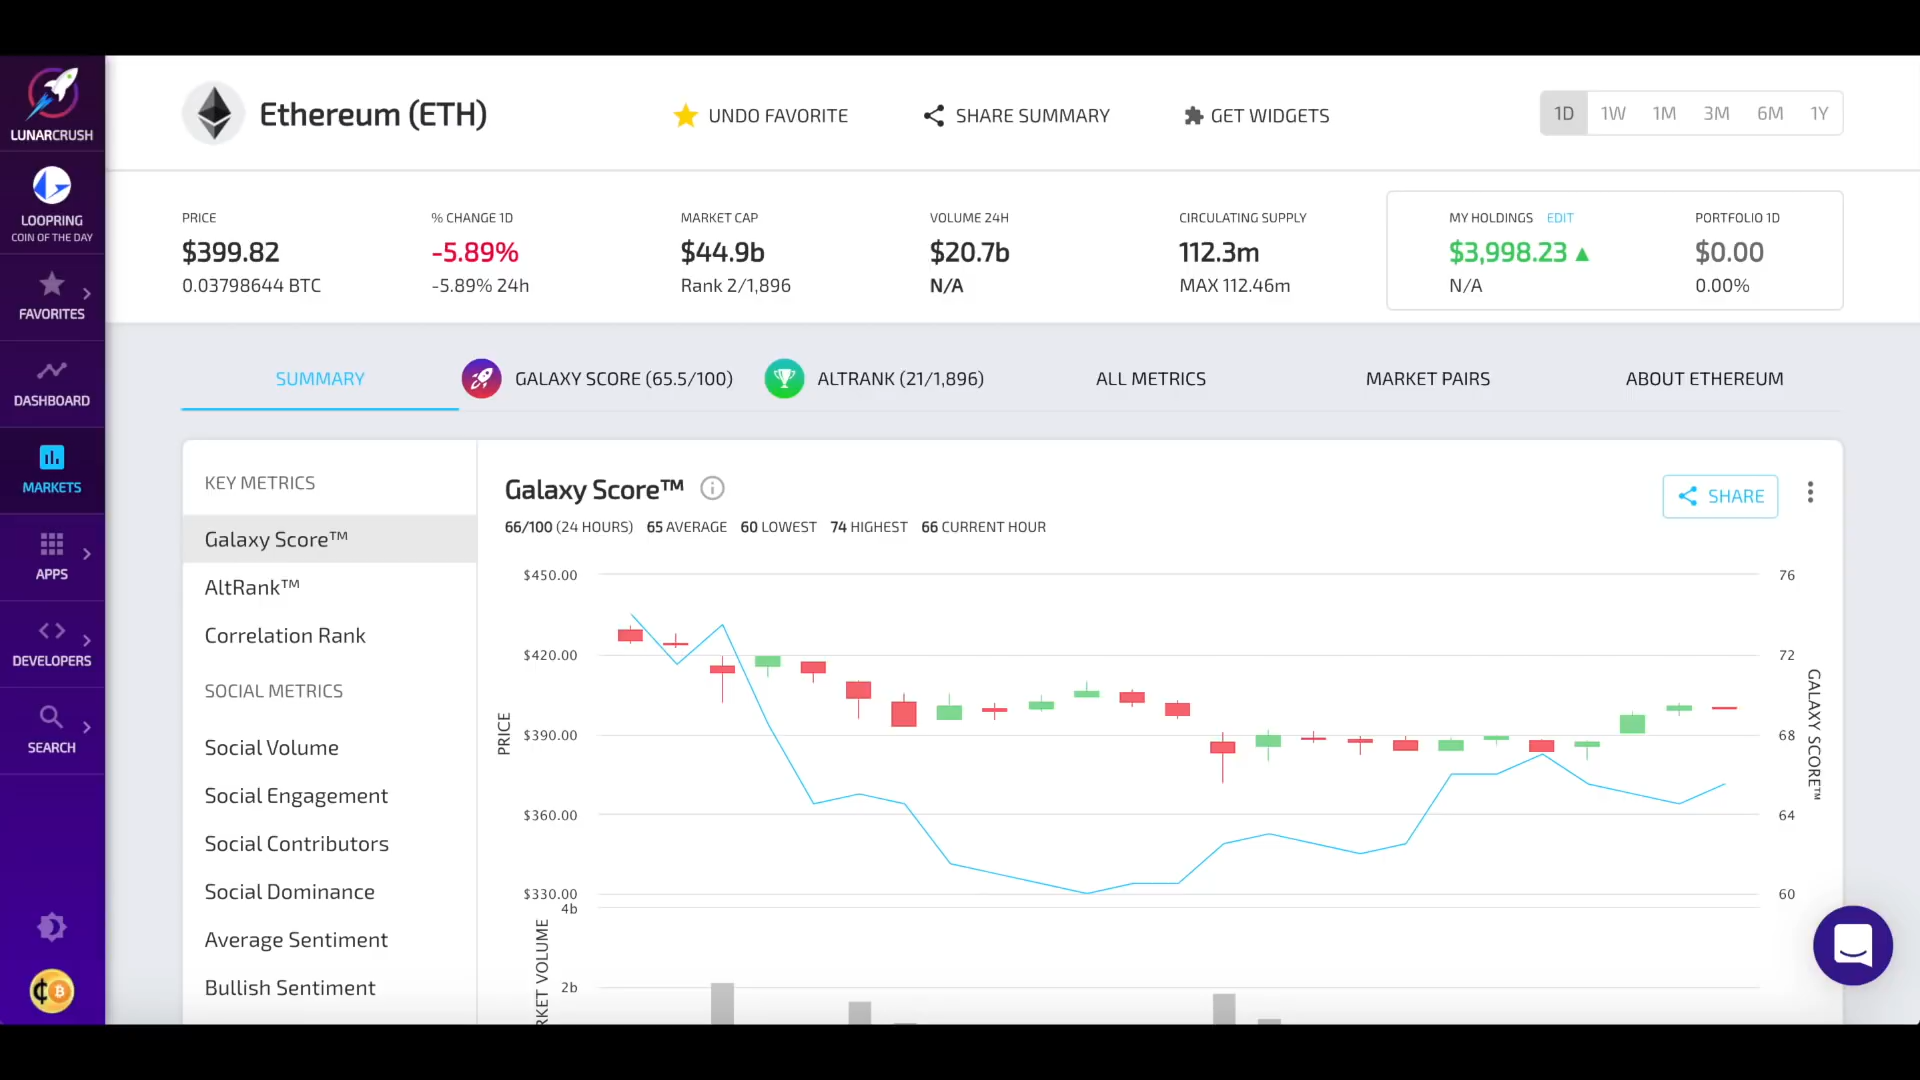 LUNARCRUSH
LOOPRING
COIN OF THE DAY
FAVORITES
DASHBOARD
MARKETS
APPS
DEVELOPERS
SEARCH
Ethereum (ETH)
UNDO FAVORITE
SHARE SUMMARY
GET WIDGETS
1D 1W 1M 3M 6M 1Y
PRICE
$399.82
0.03798644 BTC
% CHANGE 1D
-5.89%
-5.89% 24h
MARKET CAP
$44.9b
Rank 2/1,896
VOLUME 24H
$20.7b
N/A
CIRCULATING SUPPLY
112.3m
MAX 112.46m
MY HOLDINGS EDIT
$3,998.23
N/A
PORTFOLIO 1D
$0.00
0.00%
SUMMARY
GALAXY SCORE (65.5/100)
ALTRANK (21/1,896)
ALL METRICS
MARKET PAIRS
ABOUT ETHEREUM
KEY METRICS
Galaxy Score™
AltRank™
Correlation Rank
SOCIAL METRICS
Social Volume
Social Engagement
Social Contributors
Social Dominance
Average Sentiment
Bullish Sentiment
Galaxy Score™
SHARE
66/100 (24 HOURS) 65 AVERAGE 60 LOWEST 74 HIGHEST 66 CURRENT HOUR
PRICE
$450.00
$420.00
$390.00
$360.00
$330.00
76
72
68
64
60
GALAXY SCORE™
4b
2b
RKET VOLUME